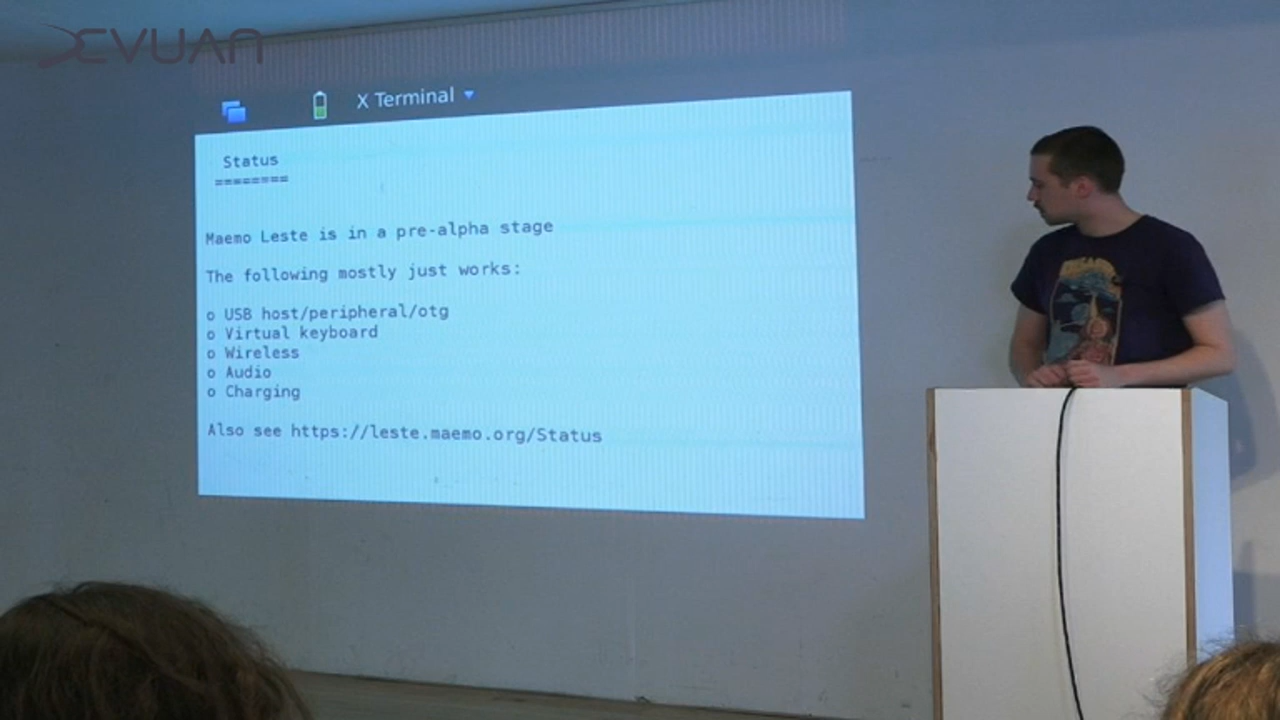 DEVUAN
X Terminal
Status
========
Maemo Leste is in a pre-alpha stage
The following mostly just works:
o USB host/peripheral/otg
o Virtual keyboard
o Wireless
o Audio
o Charging
Also see https://leste.maemo.org/Status